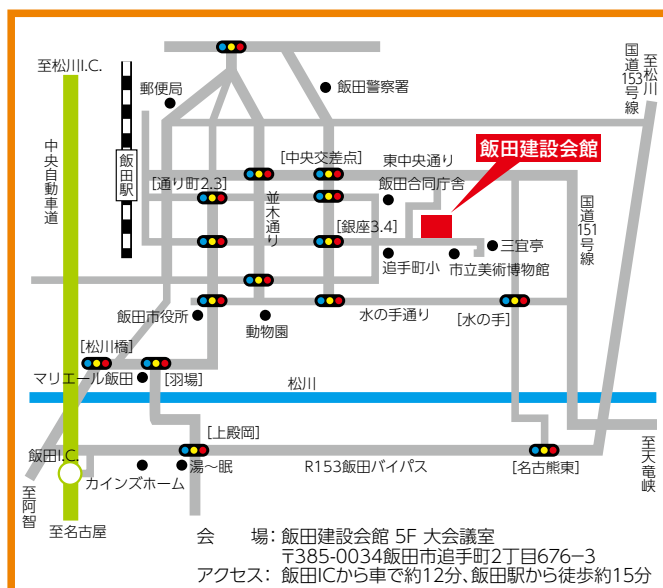 至松川I.C.
中央自動車道
郵便局
飯田駅
飯田警察署
国道153号線
至松川
[中央交差点]
東中央通り
飯田建設会館
[通り町2.3]
並木通り
飯田合同庁舎
[銀座3.4]
国道151号線
三宜亭
追手町小
市立美術博物館
飯田市役所
動物園
水の手通り
[水の手]
[松川橋]
マリエール飯田
[羽場]
松川
[上殿岡]
飯田I.C.
カインズホーム
湯〜眠
R153飯田バイパス
[名古熊東]
至天竜峡
至阿智
至名古屋
会　場：飯田建設会館 5F 大会議室
〒385-0034飯田市追手町2丁目676−3
アクセス： 飯田ICから車で約12分、飯田駅から徒歩約15分